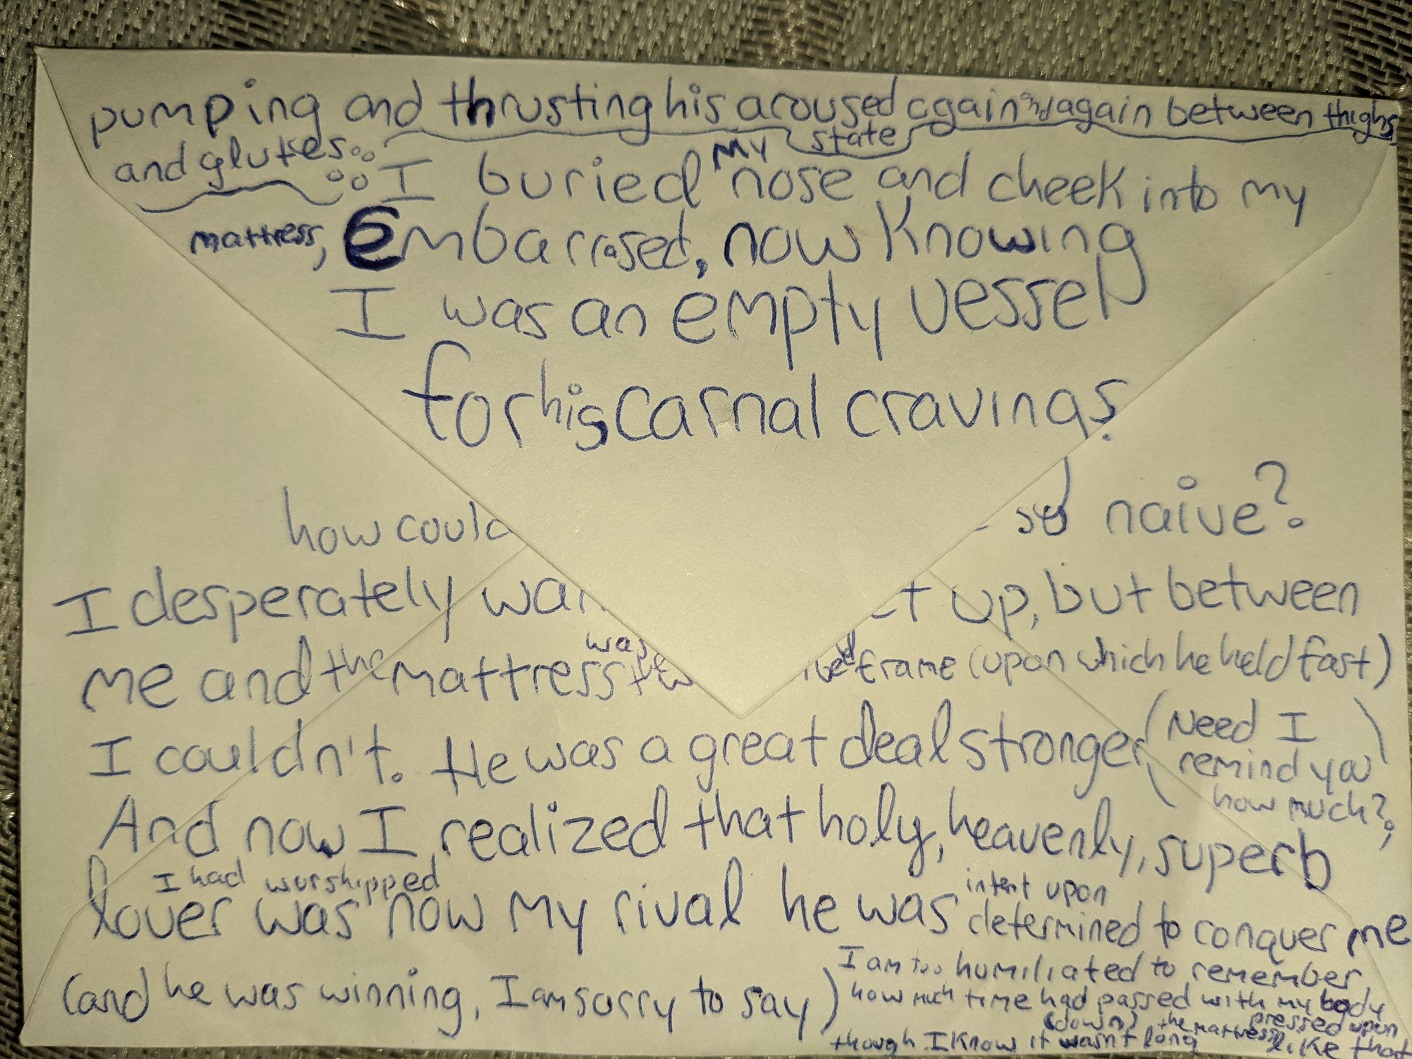 pumping and thrusting his aroused again and again between thighs
state
and glutes
I buried my nose and cheek into my
mattress, embarrased, now knowing
I was an empty vessel
for his carnal cravings.
how could so naive?
I desperately up, but between
me and the mattress was frame (upon which he held fast)
I couldn't. He was a great deal stronger (Need I
remind you
how much?,
And now I realized that holy, heavenly, superb
lover I had worshipped was now my rival he was intent upon
determined to conquer me
(and he was winning, I am sorry to say)
I am too humiliated to remember
how much time had passed with my body
pressed upon
(down) the mattress like that
though I know it wasn't long